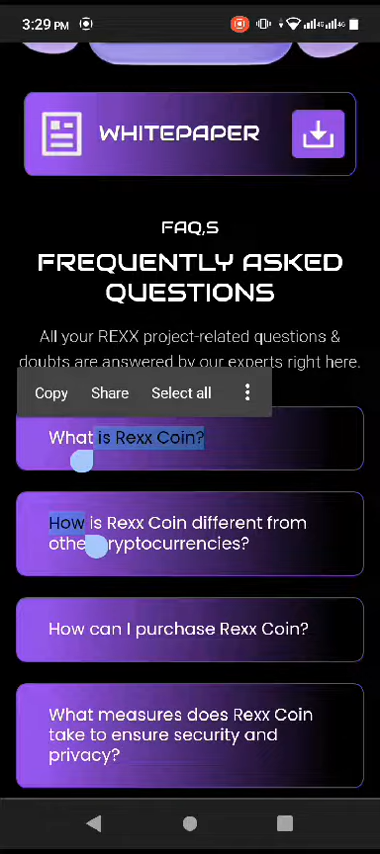 3:29 PM
WHITEPAPER
FAQ,S
FREQUENTLY ASKED
QUESTIONS
All your REXX project-related questions &
doubts are answered by our experts right here.
Copy Share Select all
What is Rexx Coin?
How is Rexx Coin different from
other cryptocurrencies?
How can I purchase Rexx Coin?
What measures does Rexx Coin
take to ensure security and
privacy?